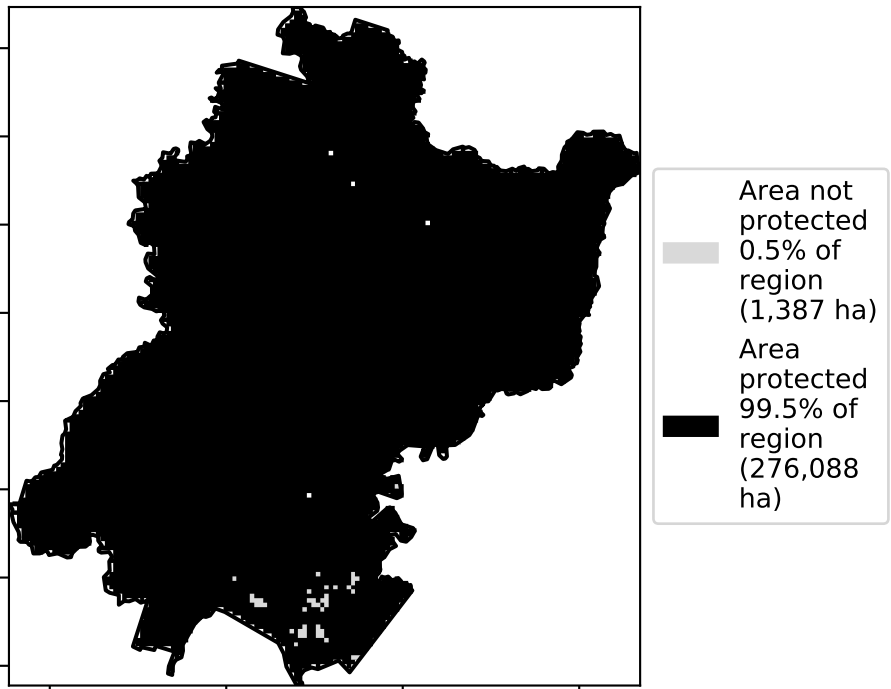 Area not
protected
0.5% of
region
(1,387 ha)
Area
protected
99.5% of
region
(276,088
ha)